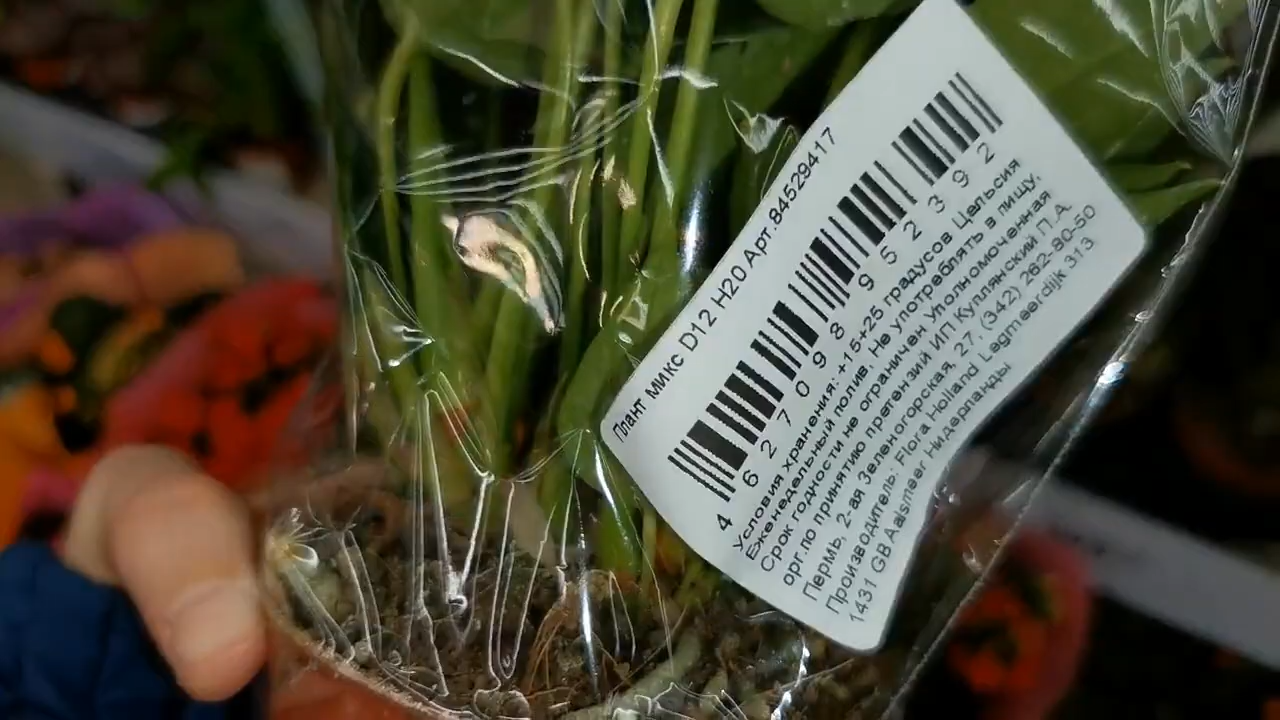 Плант микс D12 H20 Арт.84529417
4 627098 952392
Условия хранения: +15+25 градусов Цельсия
Еженедельный полив. Не употреблять в пищу,
Срок годности не ограничен Уполномоченная
орг.по принятию претензий ИП Куплянский П.А.
Пермь, 2-ая Зеленогорская, 27, (342) 262-80-50
Производитель: Flora Holland Legmeerdijk 313
1431 GB Aalsmeer Нидерланды